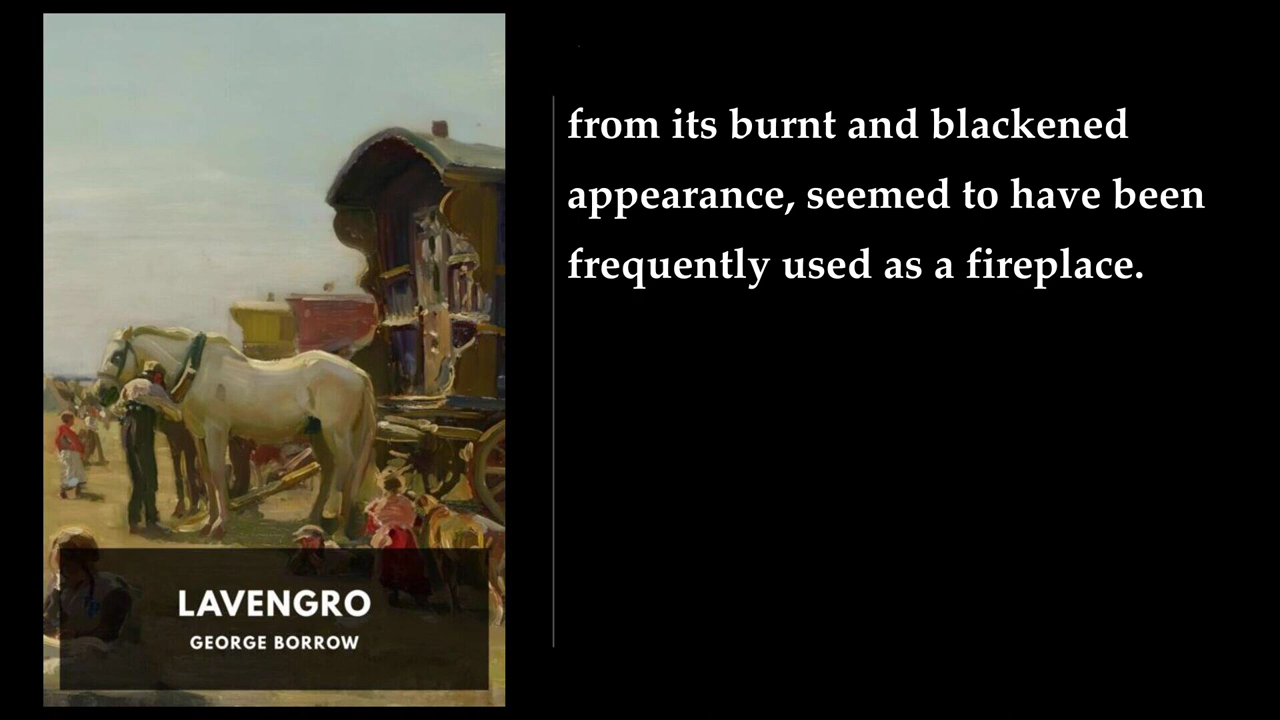 from its burnt and blackened
appearance, seemed to have been
frequently used as a fireplace.
LAVENGRO
GEORGE BORROW